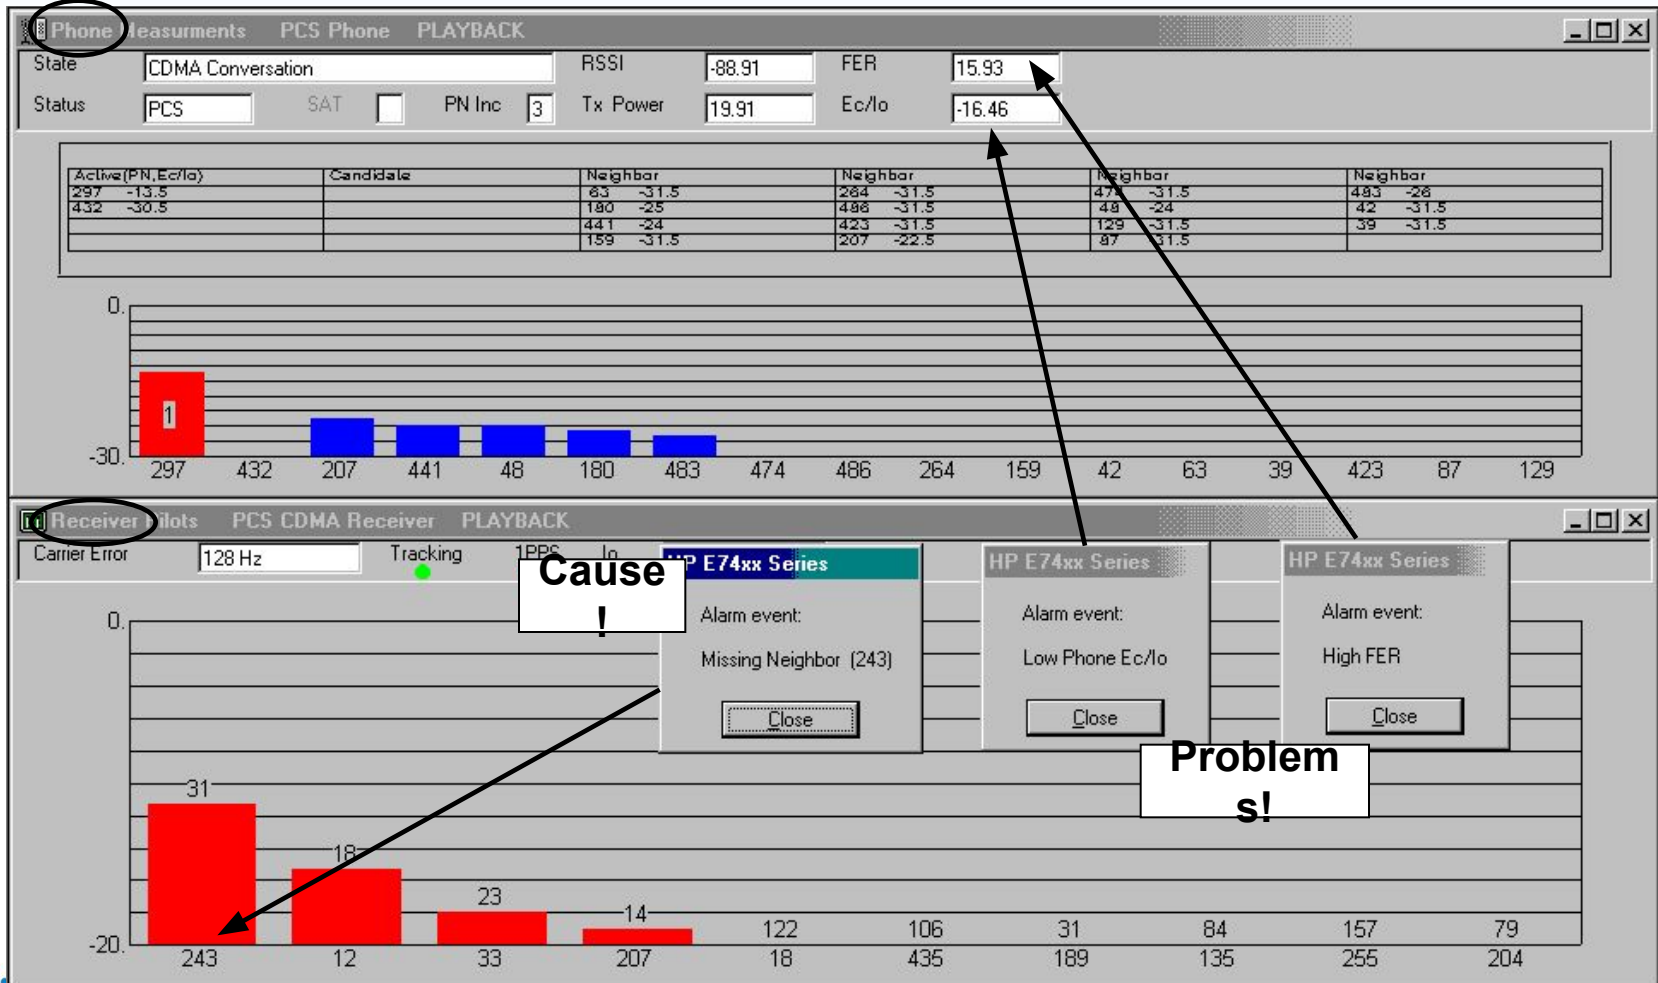 Phone Measurments PCS Phone PLAYBACK
State CDMA Conversation RSSI -88.91 FER 15.93
Status PCS SAT PN Inc 3 Tx Power 19.91 Ec/Io -16.46
Active(PN,Ec/Io) Candidate Neighbor Neighbor Neighbor Neighbor
297 -13.5 63 -31.5 264 -31.5 474 -31.5 483 -26
432 -30.5 180 -25 486 -31.5 48 -24 42 -31.5
441 -24 423 -31.5 129 -31.5 39 -31.5
159 -31.5 207 -22.5 87 -31.5
0.
1
-30.
297 432 207 441 48 180 483 474 486 264 159 42 63 39 423 87 129
Receiver Pilots PCS CDMA Receiver PLAYBACK
Carrier Error 128 Hz Tracking 1PPS Io
Cause
!
HP E74xx Series
Alarm event:
Missing Neighbor (243)
Close
HP E74xx Series
Alarm event:
Low Phone Ec/Io
Close
HP E74xx Series
Alarm event:
High FER
Close
Problem
s!
0.
31 18 23 14 122 106 31 84 157 79
-20.
243 12 33 207 18 435 189 135 255 204